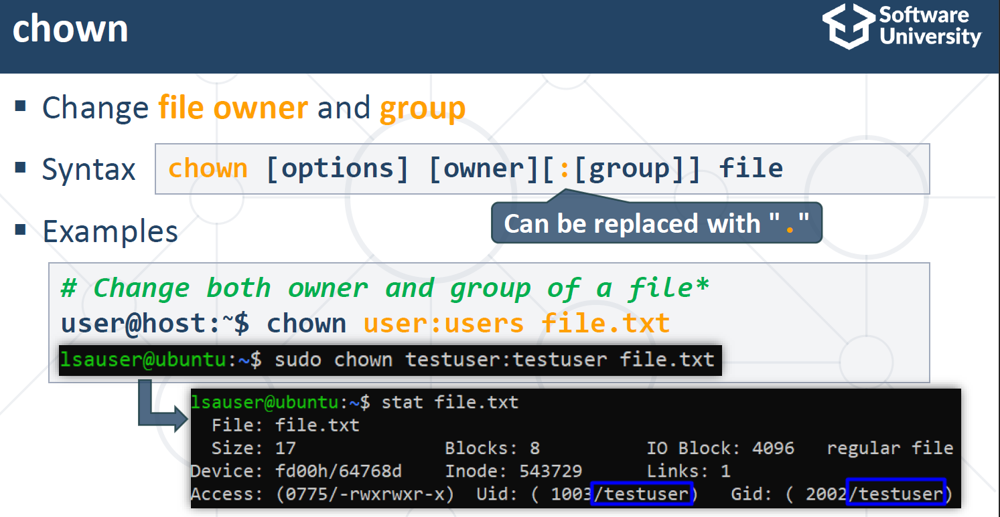 chown
Software
University
▪ Change file owner and group
▪ Syntax
chown [options] [owner][:[group]] file
Can be replaced with "."
▪ Examples
# Change both owner and group of a file*
user@host:~$ chown user:users file.txt
lsauser@ubuntu:~$ sudo chown testuser:testuser file.txt
lsauser@ubuntu:~$ stat file.txt
File: file.txt
Size: 17 Blocks: 8 IO Block: 4096 regular file
Device: fd00h/64768d Inode: 543729 Links: 1
Access: (0775/-rwxrwxr-x) Uid: ( 1003/testuser) Gid: ( 2002/testuser)